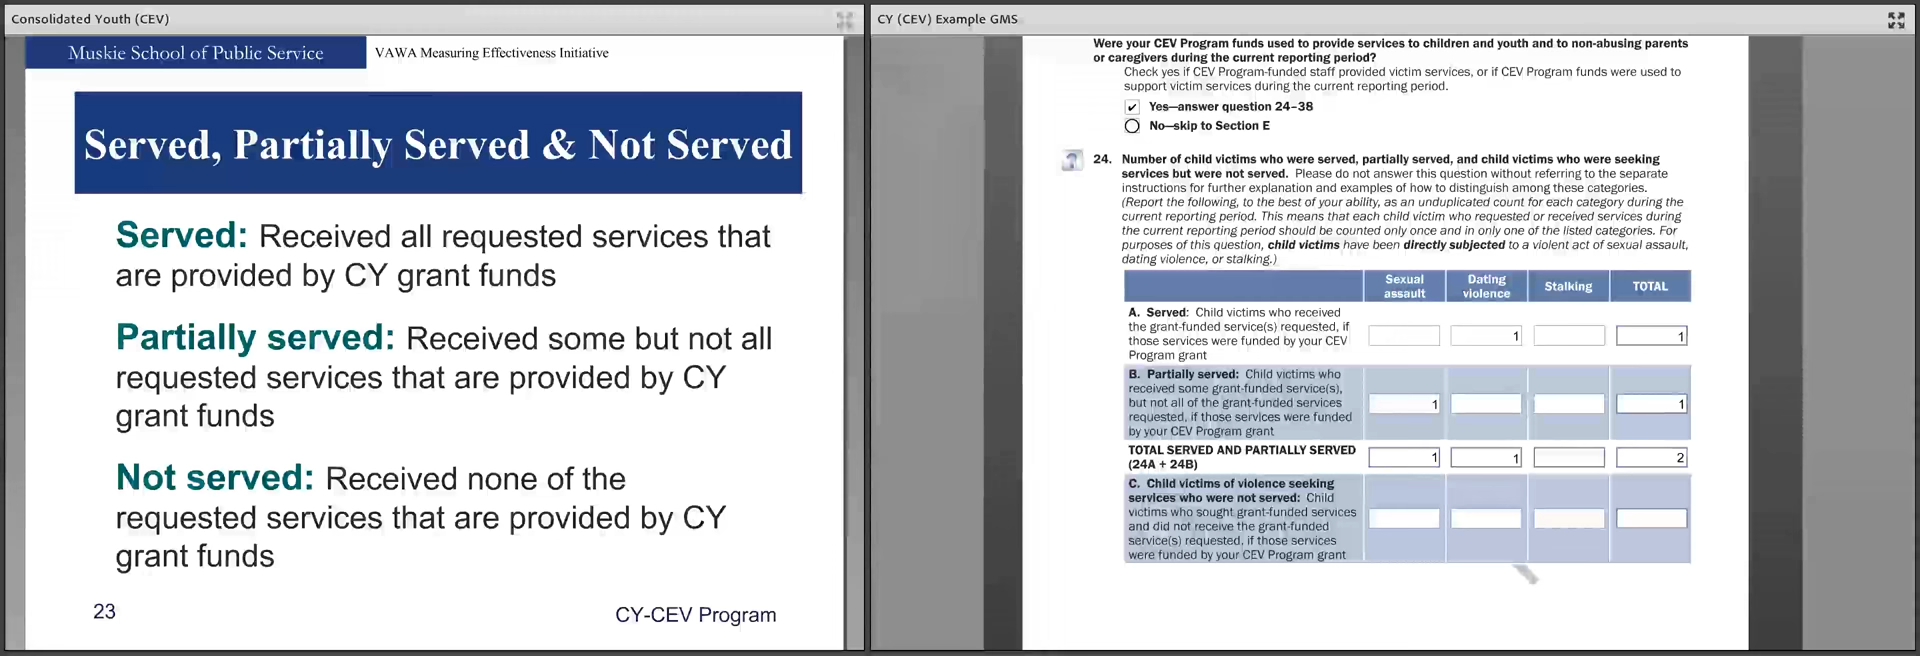 Consolidated Youth (CEV)
Muskie School of Public Service
VAWA Measuring Effectiveness Initiative
Served, Partially Served & Not Served
Served: Received all requested services that
are provided by CY grant funds
Partially served: Received some but not all
requested services that are provided by CY
grant funds
Not served: Received none of the
requested services that are provided by CY
grant funds
23
CY-CEV Program
CY (CEV) Example GMS
Were your CEV Program funds used to provide services to children and youth and to non-abusing parents
or caregivers during the current reporting period?
Check yes if CEV Program-funded staff provided victim services, or if CEV Program funds were used to
support victim services during the current reporting period.
Yes—answer question 24–38
No—skip to Section E
24. Number of child victims who were served, partially served, and child victims who were seeking
services but were not served. Please do not answer this question without referring to the separate
instructions for further explanation and examples of how to distinguish among these categories.
(Report the following, to the best of your ability, as an unduplicated count for each category during the
current reporting period. This means that each child victim who requested or received services during
the current reporting period should be counted only once and in only one of the listed categories. For
purposes of this question, child victims have been directly subjected to a violent act of sexual assault,
dating violence, or stalking.)
Sexual
assault
Dating
violence
Stalking
TOTAL
A. Served: Child victims who received
the grant-funded service(s) requested, if
those services were funded by your CEV
Program grant
1
1
B. Partially served: Child victims who
received some grant-funded service(s),
but not all of the grant-funded services
requested, if those services were funded
by your CEV Program grant
1
1
TOTAL SERVED AND PARTIALLY SERVED
(24A + 24B)
1
1
2
C. Child victims of violence seeking
services who were not served: Child
victims who sought grant-funded services
and did not receive the grant-funded
service(s) requested, if those services
were funded by your CEV Program grant